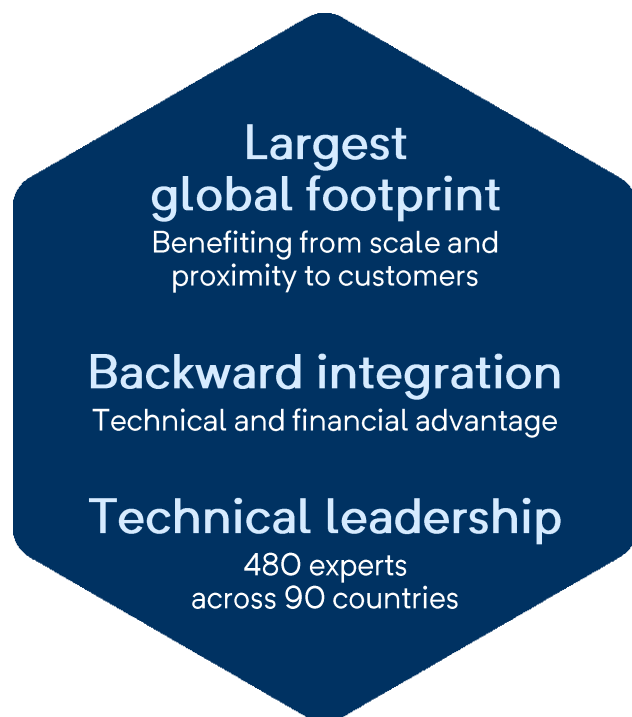 Largest
global footprint
Benefiting from scale and
proximity to customers
Backward integration
Technical and financial advantage
Technical leadership
480 experts
across 90 countries